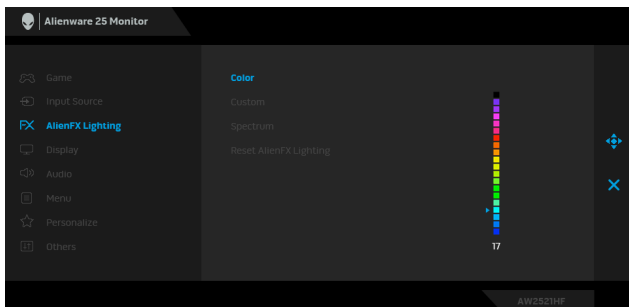 Alienware 25 Monitor
Game
Color
Input Source
Custom
FX AlienFX Lighting
Spectrum
Display
Reset AlienFX Lighting
Audio
Menu
Personalize
Others
17
AW2521HF